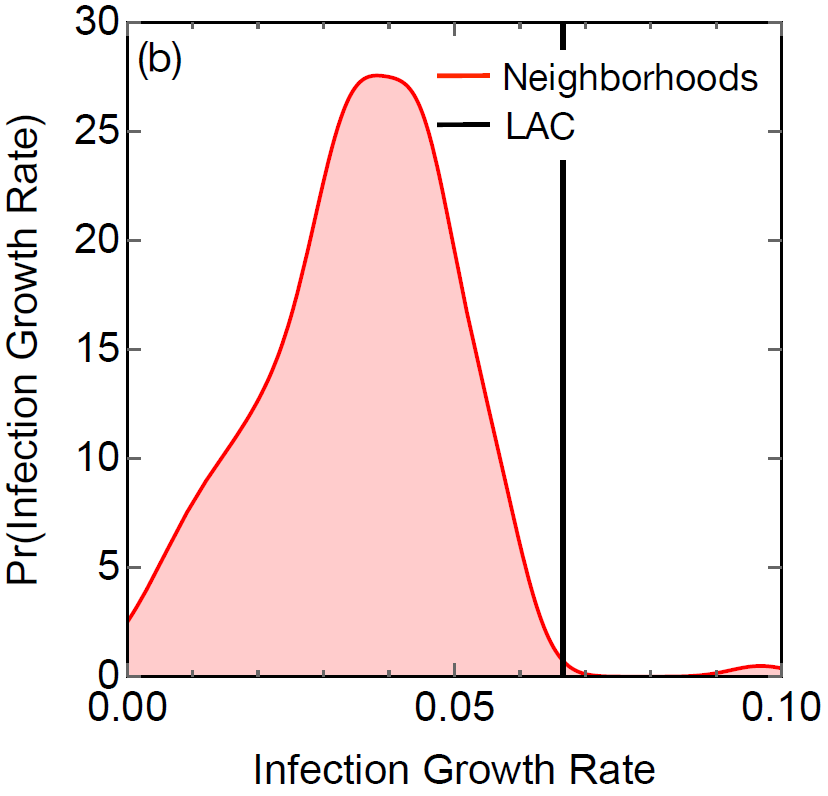 (b)
Neighborhoods
LAC
Pr(Infection Growth Rate)
30
25
20
15
10
5
0
0.00
0.05
0.10
Infection Growth Rate